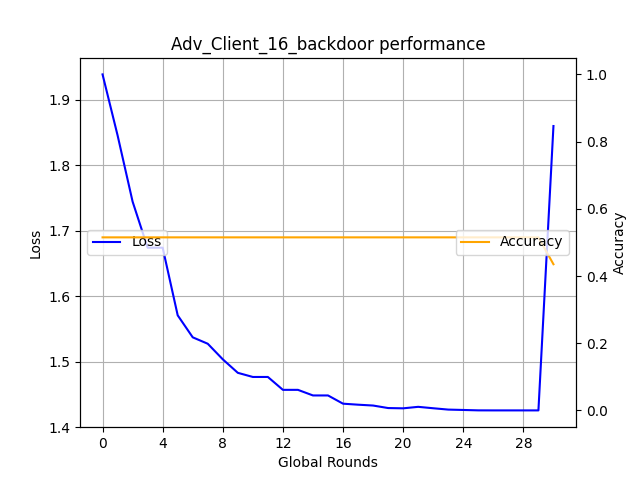 Adv_Client_16_backdoor performance
Loss
1.9
1.8
1.7
1.6
1.5
1.4
Loss
Accuracy
1.0
0.8
0.6
0.4
0.2
0.0
Accuracy
0 4 8 12 16 20 24 28
Global Rounds